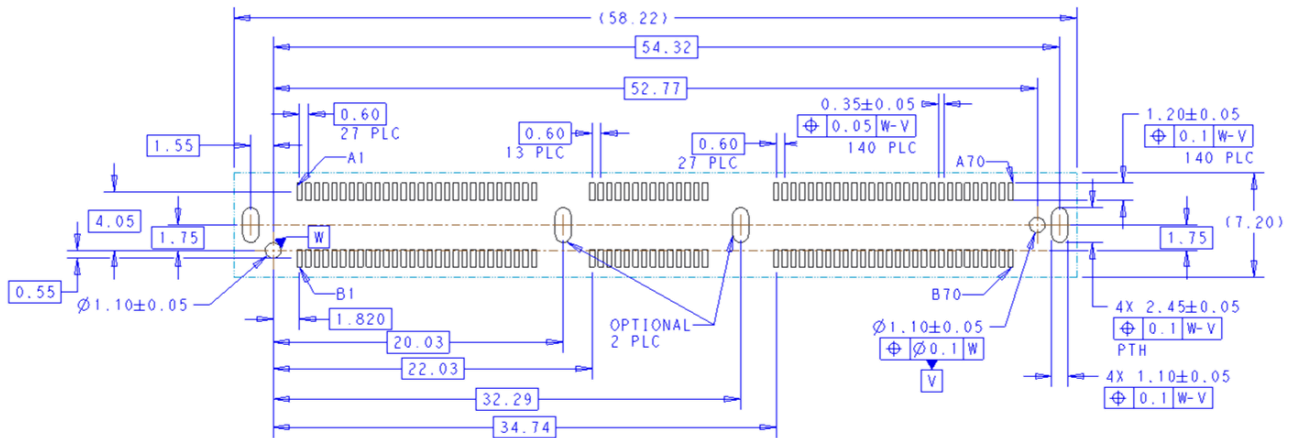 (58.22)
54.32
52.77
0.60
27 PLC
0.35±0.05
⌖ 0.05 W-V
140 PLC
1.20±0.05
⌖ 0.1 W-V
140 PLC
1.55
A1
0.60
13 PLC
0.60
27 PLC
A70
4.05
1.75
W
(7.20)
1.75
0.55
Ø1.10±0.05
B1
B70
1.820
OPTIONAL
2 PLC
Ø1.10±0.05
⌖ Ø0.1 W
V
4X 2.45±0.05
⌖ 0.1 W-V
PTH
20.03
22.03
4X 1.10±0.05
⌖ 0.1 W-V
32.29
34.74